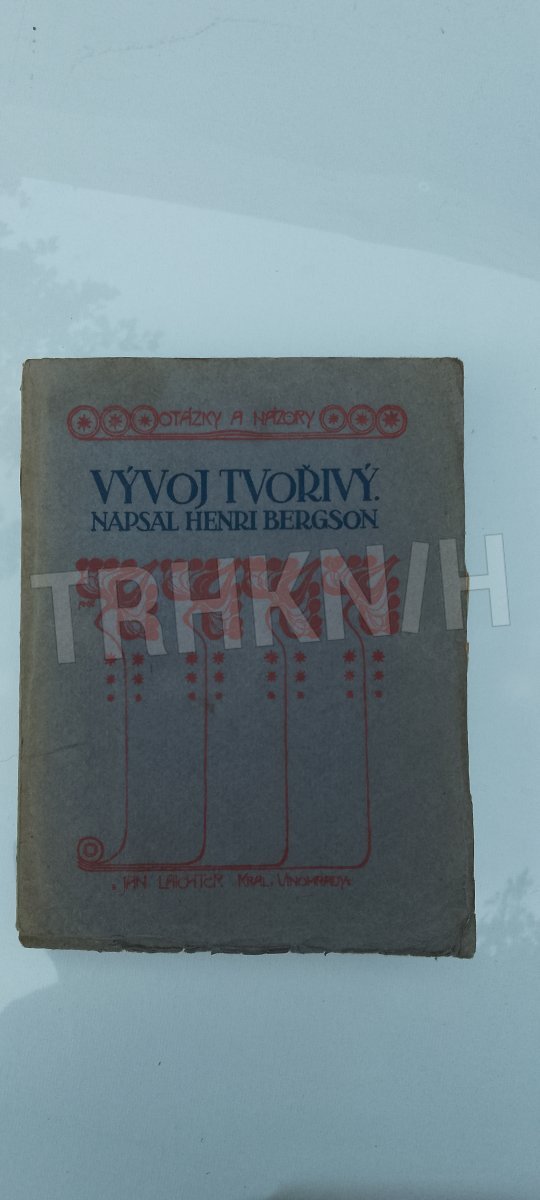 OTÁZKY A NÁZORY
VÝVOJ TVOŘIVÝ.
NAPSAL HENRI BERGSON
TRHKNIH
JAN LAICHTER KRÁL. VINOHRADY.